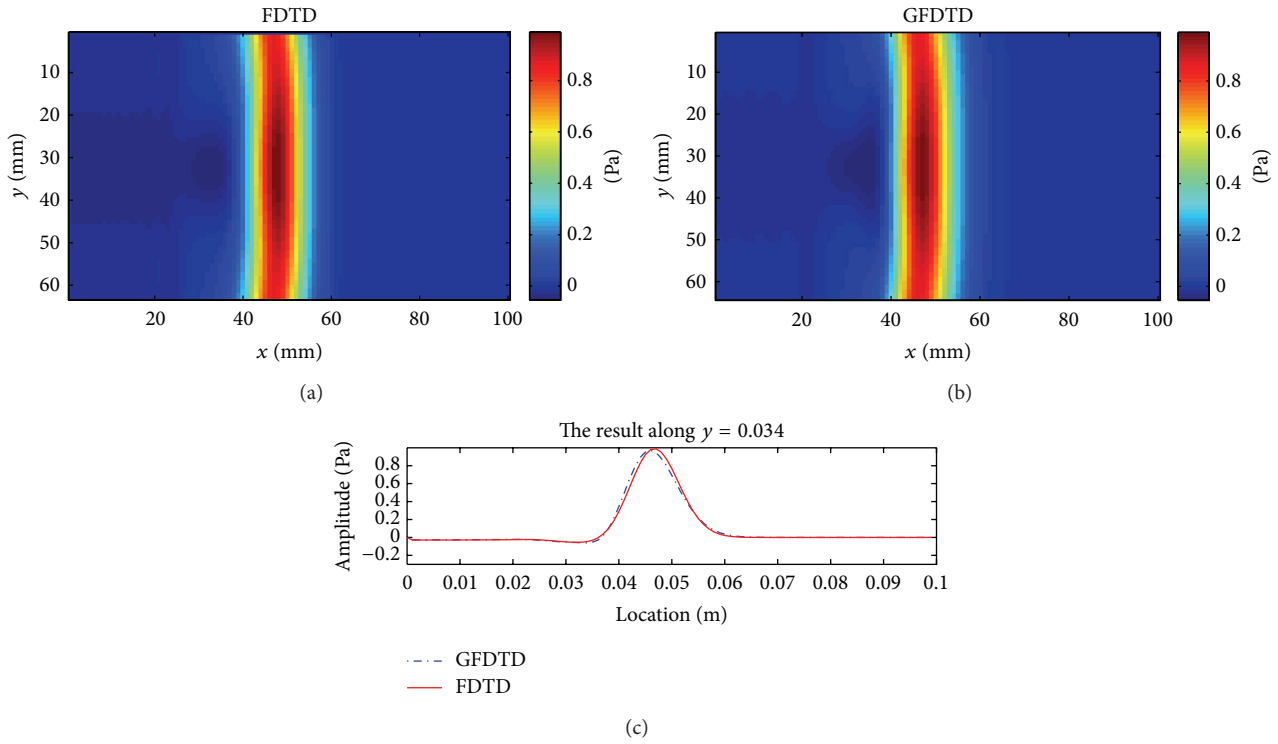 FDTD
10
20
30
40
50
60
y (mm)
20
40
60
80
100
x (mm)
0.8
0.6
0.4
0.2
0
(Pa)
(a)
GFDTD
10
20
30
40
50
60
y (mm)
20
40
60
80
100
x (mm)
0.8
0.6
0.4
0.2
0
(Pa)
(b)
The result along y = 0.034
Amplitude (Pa)
0.8
0.6
0.4
0.2
0
−0.2
0 0.01 0.02 0.03 0.04 0.05 0.06 0.07 0.08 0.09 0.1
Location (m)
GFDTD
FDTD
(c)